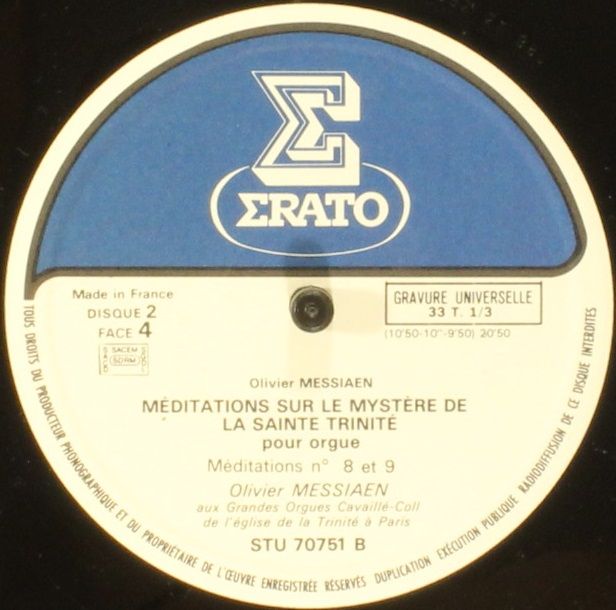 Σ
ΣRATO
Made in France
DISQUE 2
FACE 4
SACEM
SDRM
GRAVURE UNIVERSELLE
33 T. 1/3
(10'50-10"-9'50) 20'50
Olivier MESSIAEN
MÉDITATIONS SUR LE MYSTÈRE DE
LA SAINTE TRINITÉ
pour orgue
Méditations n° 8 et 9
Olivier MESSIAEN
aux Grandes Orgues Cavaillé-Coll
de l'église de la Trinité à Paris
STU 70751 B
TOUS DROITS DU PRODUCTEUR PHONOGRAPHIQUE ET DU PROPRIÉTAIRE DE L'ŒUVRE ENREGISTRÉE RÉSERVÉS DUPLICATION EXÉCUTION PUBLIQUE RADIODIFFUSION DE CE DISQUE INTERDITES